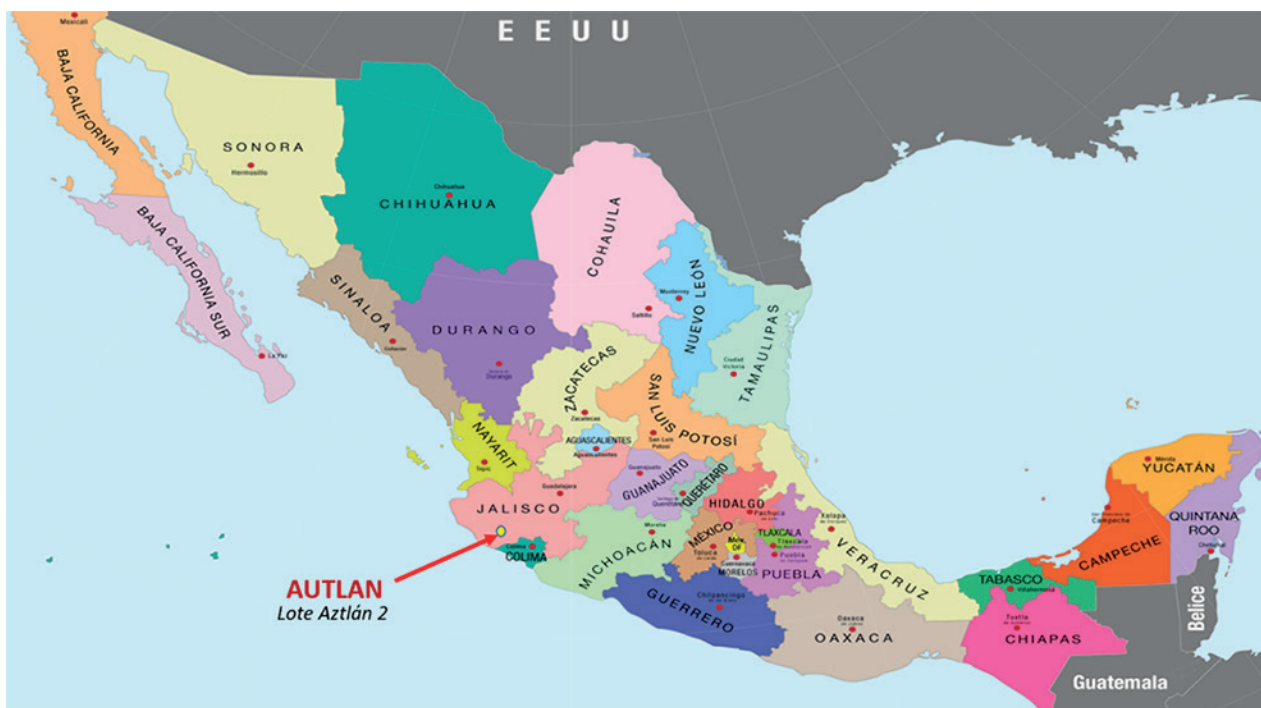 EEUU
Mexicali
BAJA CALIFORNIA
SONORA
Hermosillo
Chihuahua
CHIHUAHUA
COHAUILA
BAJA CALIFORNIA SUR
La Paz
SINALOA
Culiacán
DURANGO
Durango
Monterrey
Saltillo
NUEVO LEÓN
TAMAULIPAS
Ciudad
Victoria
ZACATECAS
Zacatecas
SAN LUIS POTOSÍ
San Luis
Potosí
NAYARIT
Tepic
AGUASCALIENTES
Aguascalientes
Guadalajara
JALISCO
Guanajuato
GUANAJUATO
QUERÉTARO
Querétaro
HIDALGO
Pachuca
Colima
COLIMA
Morelia
MICHOACÁN
MÉXICO
Toluca
Méx.
DF
TLAXCALA
Tlaxcala
Puebla
PUEBLA
Cuernavaca
MORELOS
Xalapa
VERACRUZ
GUERRERO
Chilpancingo
Oaxaca
OAXACA
TABASCO
Villahermosa
Tuxtla
CHIAPAS
Campeche
CAMPECHE
Mérida
YUCATÁN
QUINTANA
ROO
Chetumal
Belice
Guatemala
AUTLAN
Lote Aztlán 2